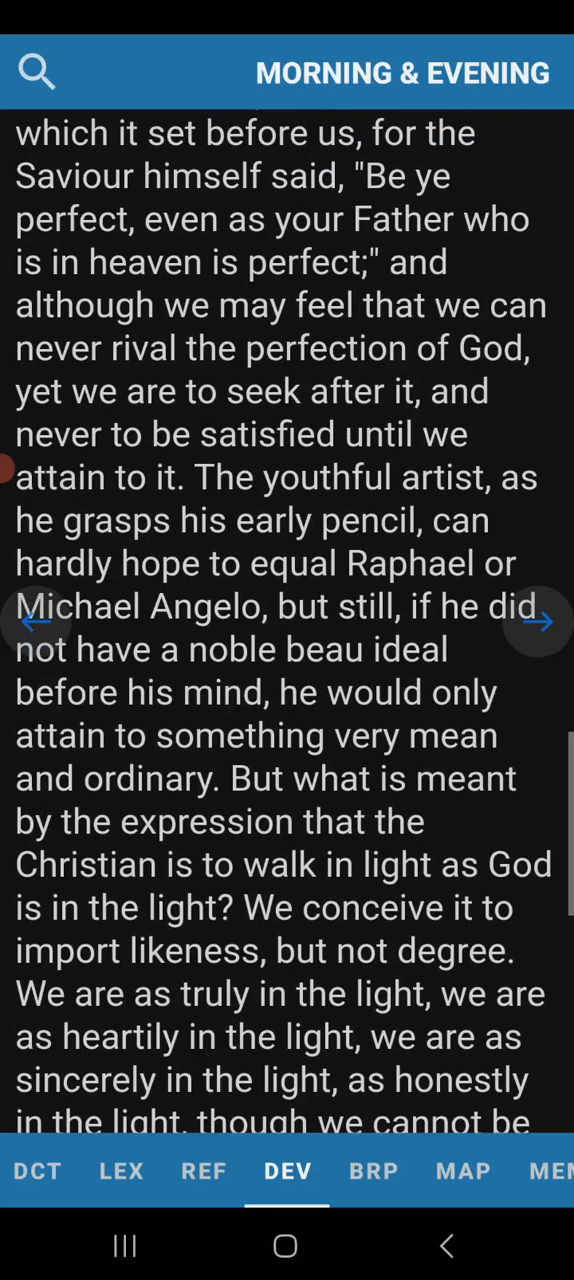 MORNING & EVENING
which it set before us, for the
Saviour himself said, "Be ye
perfect, even as your Father who
is in heaven is perfect;" and
although we may feel that we can
never rival the perfection of God,
yet we are to seek after it, and
never to be satisfied until we
attain to it. The youthful artist, as
he grasps his early pencil, can
hardly hope to equal Raphael or
Michael Angelo, but still, if he did
not have a noble beau ideal
before his mind, he would only
attain to something very mean
and ordinary. But what is meant
by the expression that the
Christian is to walk in light as God
is in the light? We conceive it to
import likeness, but not degree.
We are as truly in the light, we are
as heartily in the light, we are as
sincerely in the light, as honestly
in the light, though we cannot be
DCT LEX REF DEV BRP MAP MEM